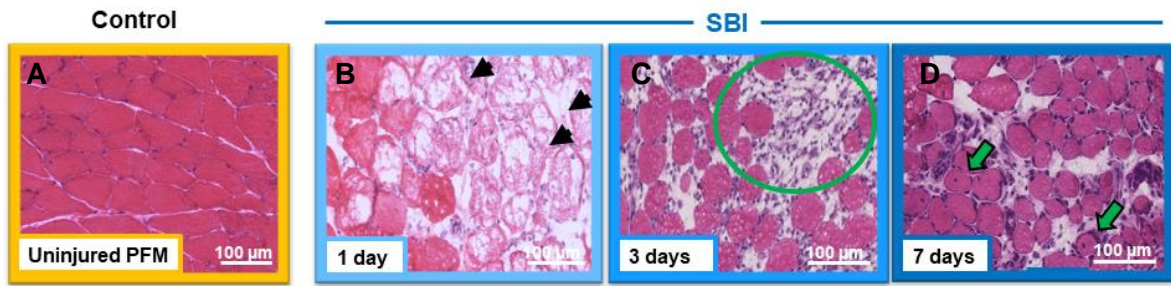 Control
SBI
A
B
C
D
Uninjured PFM
100 µm
1 day
100 µm
3 days
100 µm
7 days
100 µm